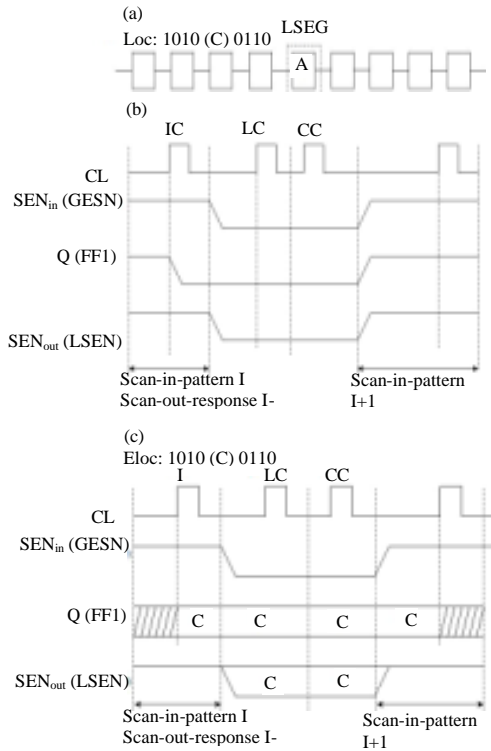 (a)
LSEG
Loc: 1010 (C) 0110
A
(b)
IC LC CC
CL
SENin (GESN)
Q (FF1)
SENout (LSEN)
Scan-in-pattern I Scan-in-pattern
Scan-out-response I- I+1
(c)
Eloc: 1010 (C) 0110
I LC CC
CL
SENin (GESN)
Q (FF1) C C C C
SENout (LSEN) C C
Scan-in-pattern I Scan-in-pattern
Scan-out-response I- I+1